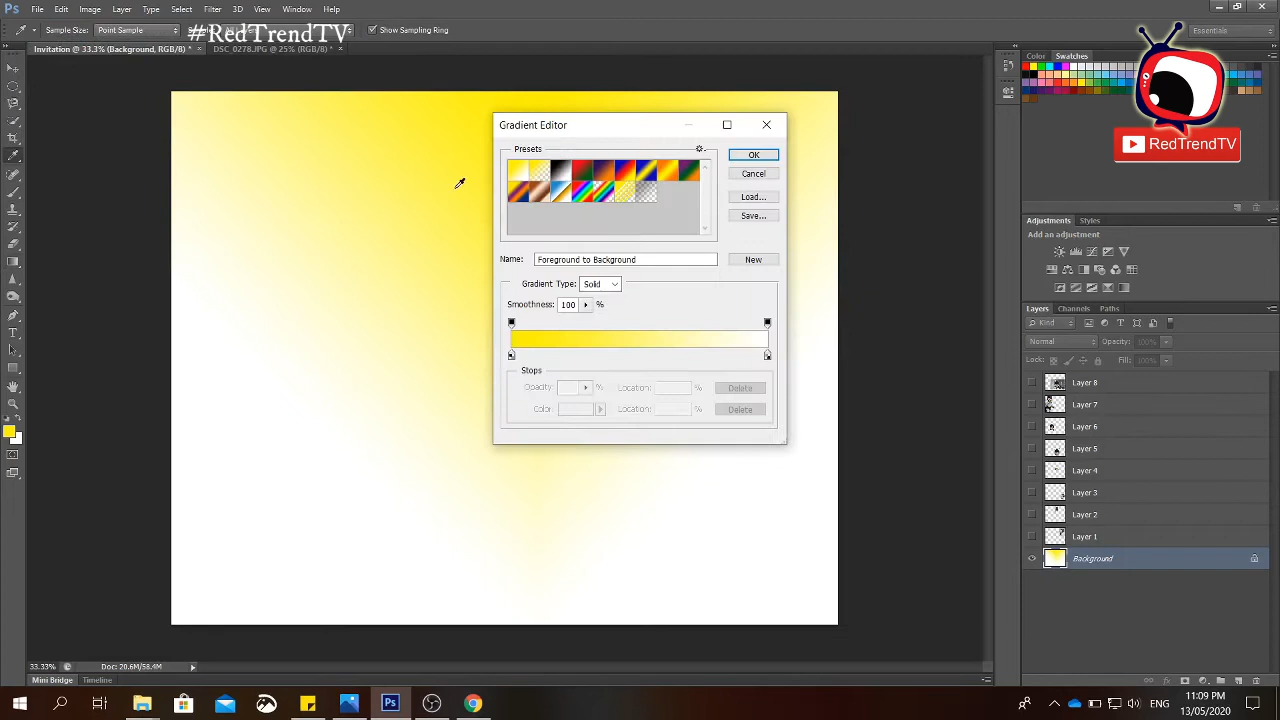 Ps File Edit Image Layer Type Select Filter 3D View Window Help
Sample Size: Point Sample
#RedTrendTV
Show Sampling Ring
Essentials
Invitation @ 33.3% (Background, RGB/8) * × DSC_0278.JPG @ 25% (RGB/8) * ×
Color Swatches
RedTrendTV
Gradient Editor
Presets
OK
Cancel
Load...
Save...
Name: Foreground to Background New
Gradient Type: Solid
Smoothness: 100 %
Stops
Opacity: % Location: % Delete
Color: Location: % Delete
Adjustments Styles
Add an adjustment
Layers Channels Paths
Kind
Normal Opacity: 100%
Lock: Fill: 100%
Layer 8
Layer 7
Layer 6
Layer 5
Layer 4
Layer 3
Layer 2
Layer 1
Background
33.33% Doc: 20.6M/58.4M
Mini Bridge Timeline
Ps
11:09 PM
13/05/2020